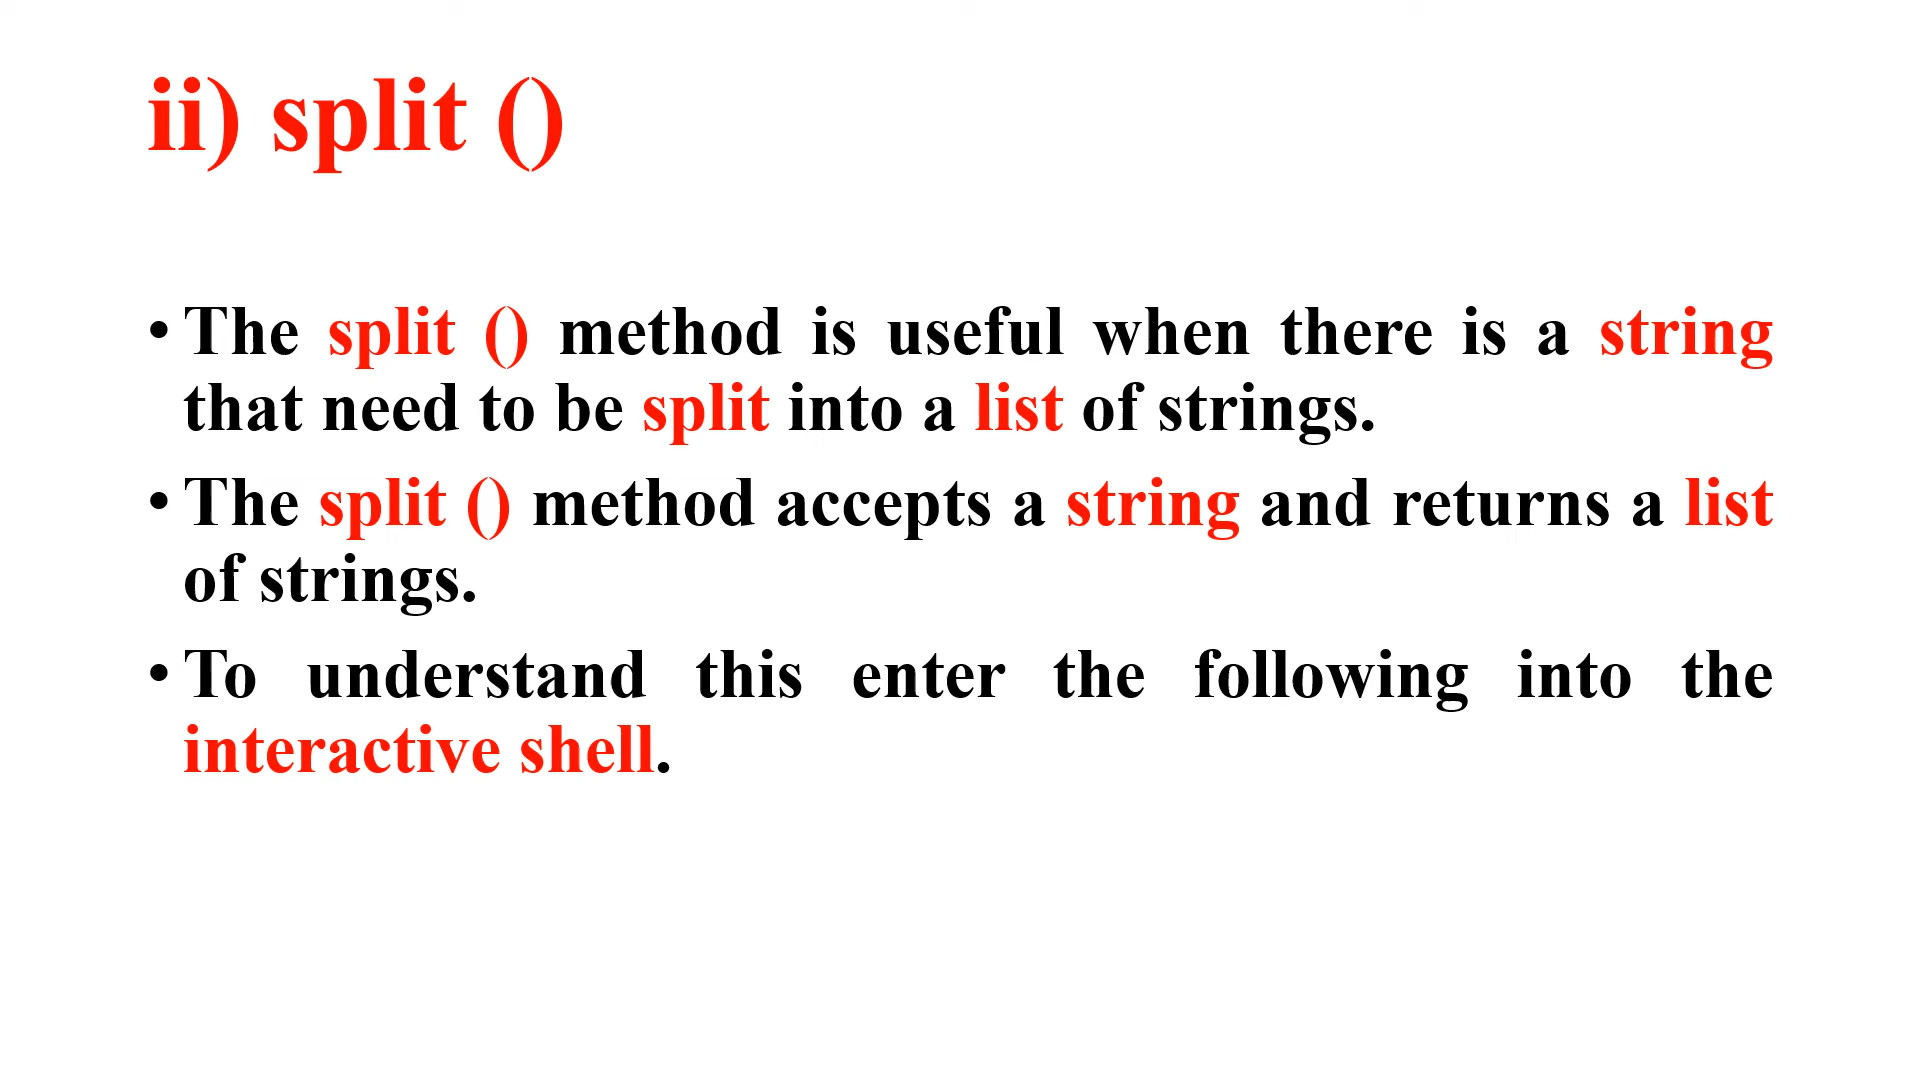 ii) split ()
• The split () method is useful when there is a string
that need to be split into a list of strings.
• The split () method accepts a string and returns a list
of strings.
• To understand this enter the following into the
interactive shell.